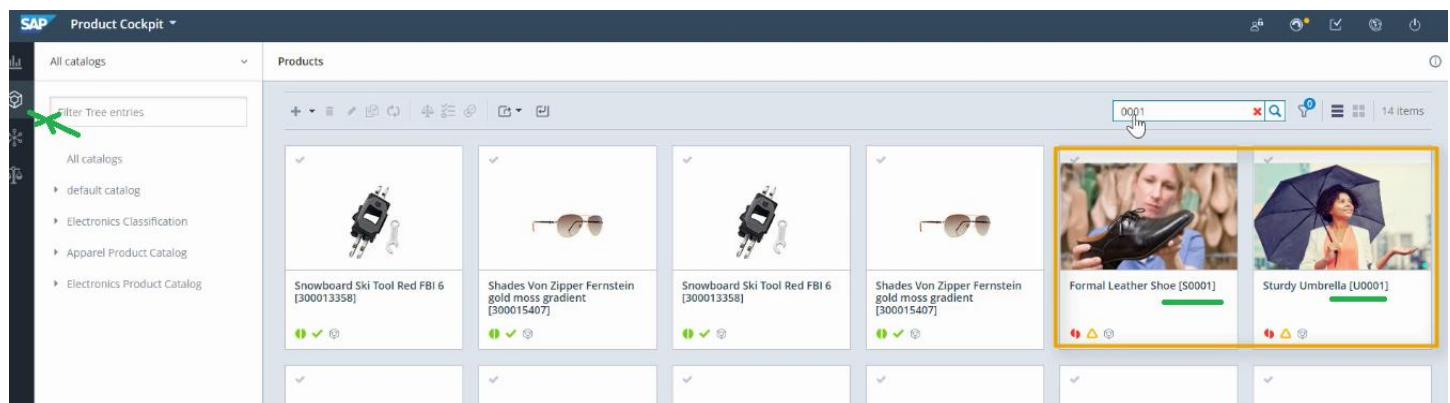 SAP Product Cockpit
All catalogs
Products
Filter Tree entries
0001
14 items
0
All catalogs
default catalog
Electronics Classification
Apparel Product Catalog
Electronics Product Catalog
Snowboard Ski Tool Red FBI 6
[300013358]
Shades Von Zipper Fernstein
gold moss gradient
[300015407]
Snowboard Ski Tool Red FBI 6
[300013358]
Shades Von Zipper Fernstein
gold moss gradient
[300015407]
Formal Leather Shoe [S0001]
Sturdy Umbrella [U0001]